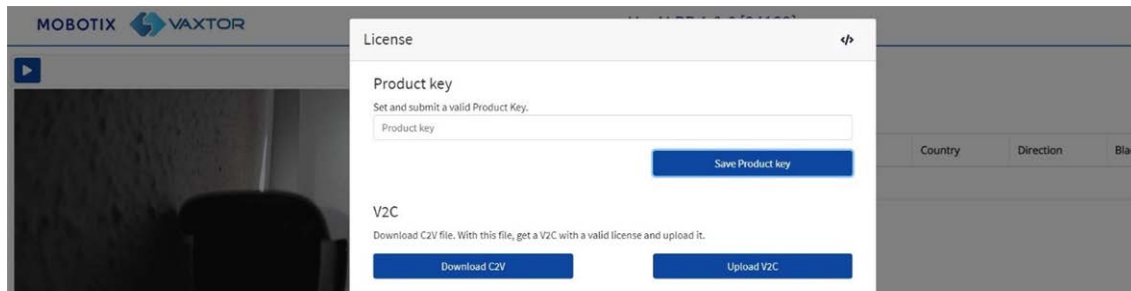 MOBOTIX VAXTOR
License
Product key
Set and submit a valid Product Key.
Product key
Save Product key
Country Direction
V2C
Download C2V file. With this file, get a V2C with a valid license and upload it.
Download C2V Upload V2C